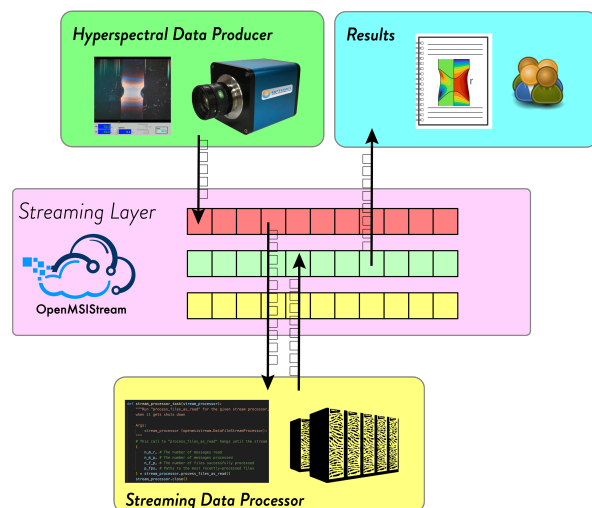 Hyperspectral Data Producer
Results
r
Streaming Layer
OpenMSIStream
def stream_processor_task(stream_processor):
"""Run "process_files_as_read" for the given stream processor,
when it gets shut down
Args:
stream_processor (openmsistream.DataFileStreamProcessor):
"""
# This call to "process_files_as_read" hangs until the stream
(
n_m_r, # The number of messages read
n_m_p, # The number of messages processed
n_f_p, # The number of files successfully processed
p_fps, # Paths to the most recently-processed files
) = stream_processor.process_files_as_read()
stream_processor.close()
Streaming Data Processor